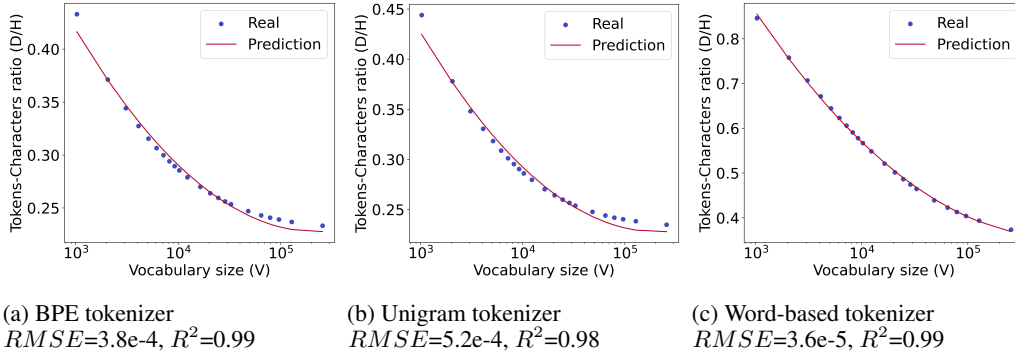 Tokens-Characters ratio (D/H)
0.40
0.35
0.30
0.25
Real
Prediction
10³ 10⁴ 10⁵
Vocabulary size (V)
(a) BPE tokenizer
RMSE=3.8e-4, R²=0.99
Tokens-Characters ratio (D/H)
0.45
0.40
0.35
0.30
0.25
Real
Prediction
10³ 10⁴ 10⁵
Vocabulary size (V)
(b) Unigram tokenizer
RMSE=5.2e-4, R²=0.98
Tokens-Characters ratio (D/H)
0.8
0.7
0.6
0.5
0.4
Real
Prediction
10³ 10⁴ 10⁵
Vocabulary size (V)
(c) Word-based tokenizer
RMSE=3.6e-5, R²=0.99